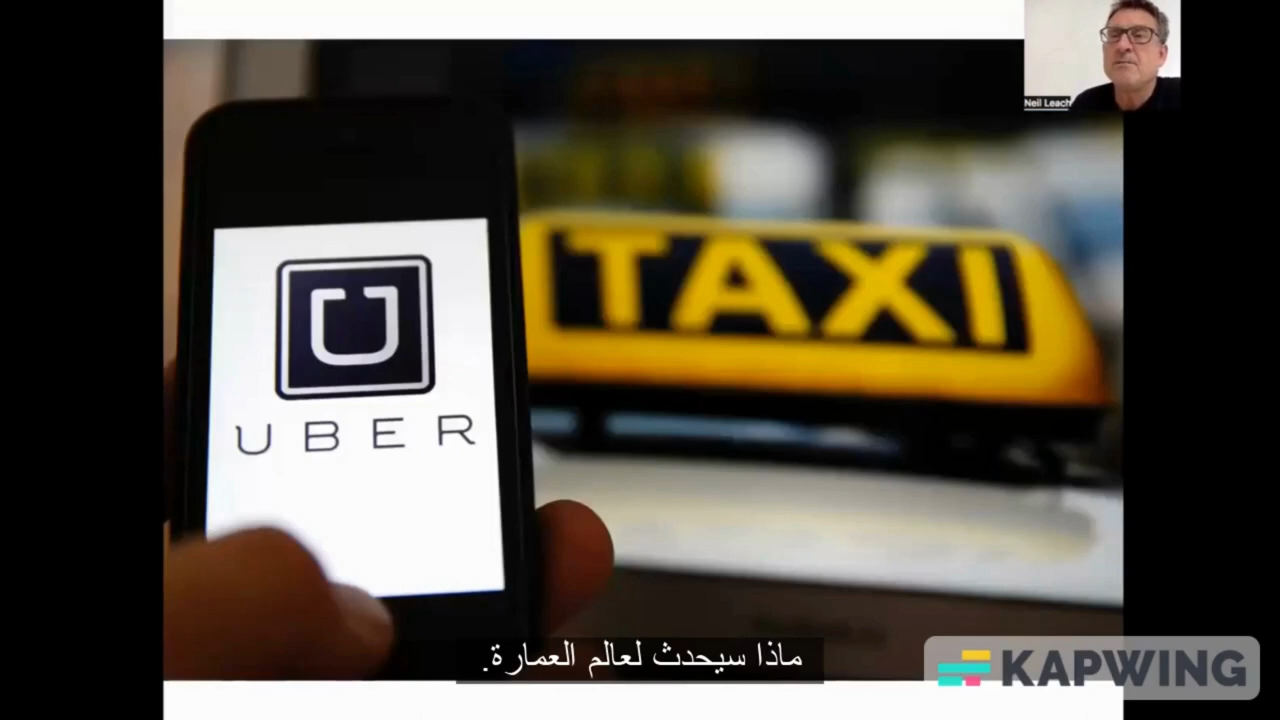 Neil Leach
TAXI
U
UBER
ماذا سيحدث لعالم العمارة.
KAPWING